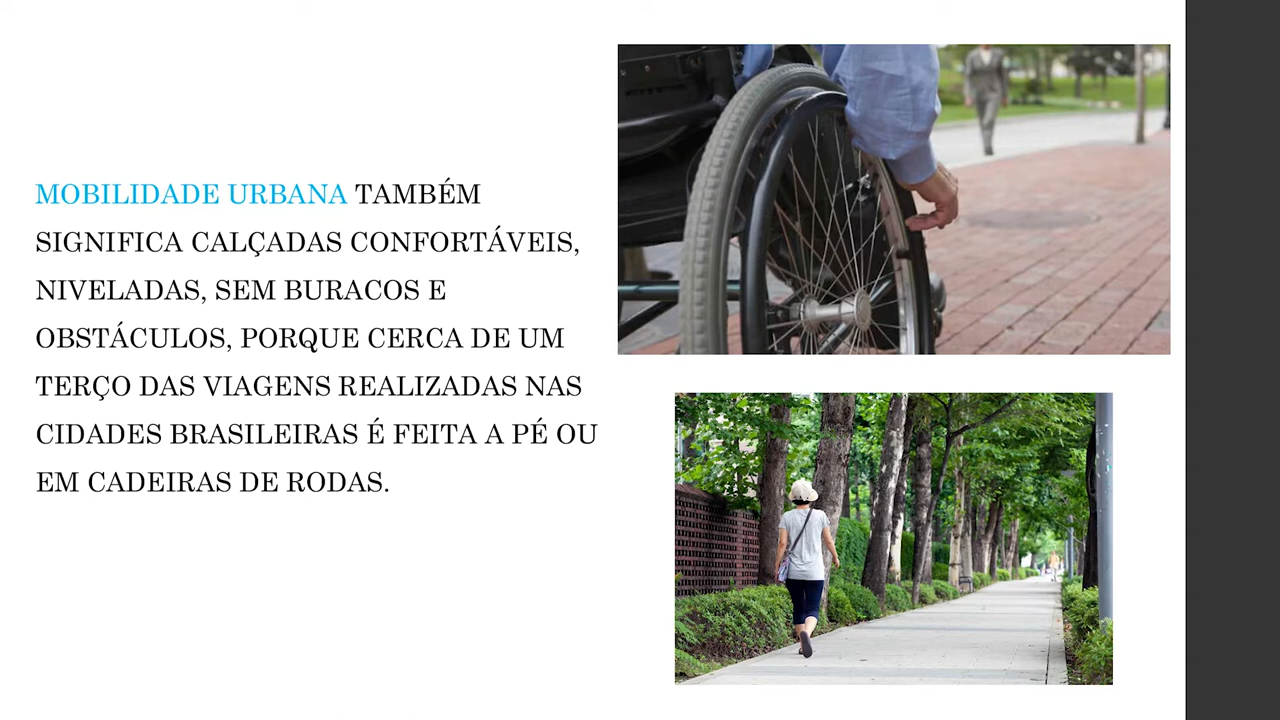 MOBILIDADE URBANA TAMBÉM
SIGNIFICA CALÇADAS CONFORTÁVEIS,
NIVELADAS, SEM BURACOS E
OBSTÁCULOS, PORQUE CERCA DE UM
TERÇO DAS VIAGENS REALIZADAS NAS
CIDADES BRASILEIRAS É FEITA A PÉ OU
EM CADEIRAS DE RODAS.